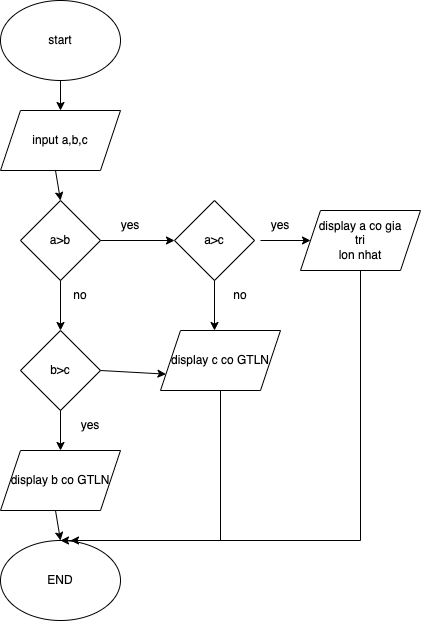 start
input a,b,c
a>b
yes
a>c
yes
display a co gia
tri
lon nhat
no
no
b>c
display c co GTLN
yes
display b co GTLN
END